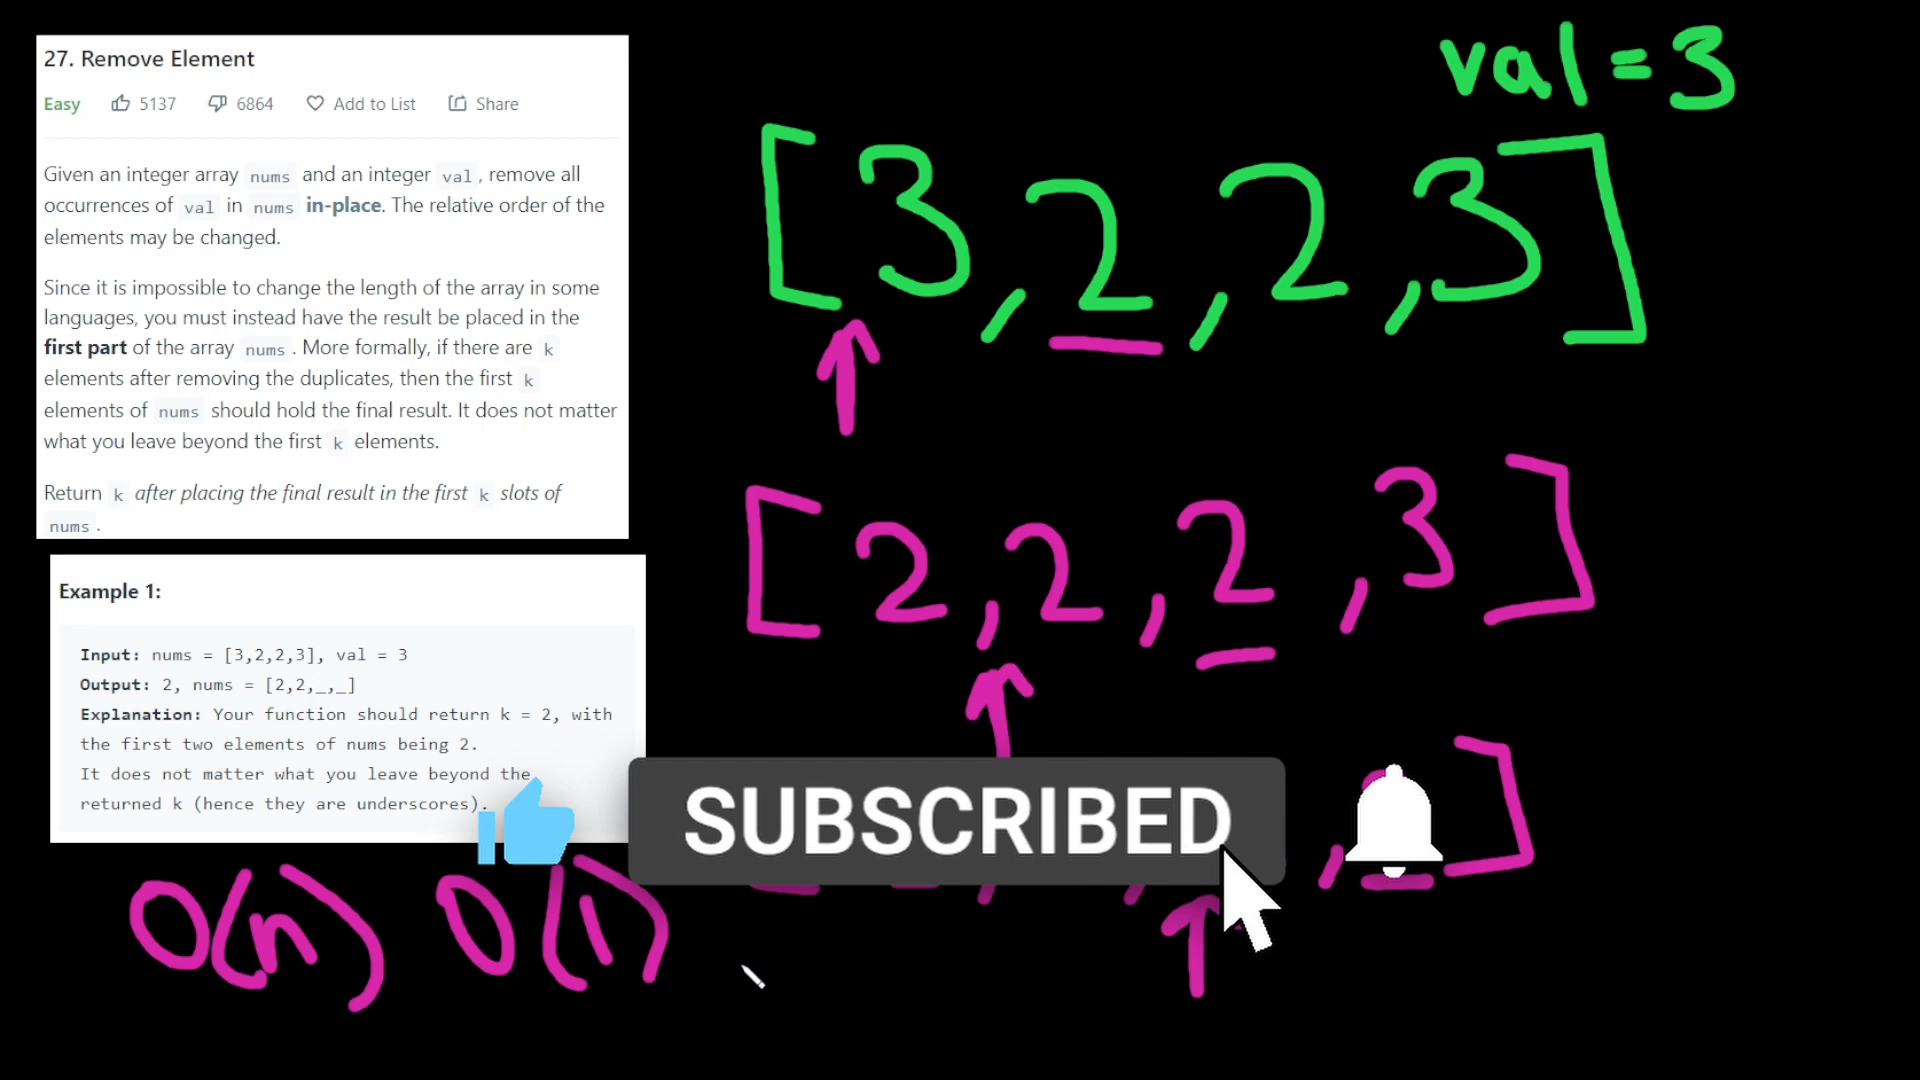 27. Remove Element
Easy 5137 6864 Add to List Share
Given an integer array nums and an integer val, remove all
occurrences of val in nums in-place. The relative order of the
elements may be changed.
Since it is impossible to change the length of the array in some
languages, you must instead have the result be placed in the
first part of the array nums. More formally, if there are k
elements after removing the duplicates, then the first k
elements of nums should hold the final result. It does not matter
what you leave beyond the first k elements.
Return k after placing the final result in the first k slots of
nums.
Example 1:
Input: nums = [3,2,2,3], val = 3
Output: 2, nums = [2,2,_,_]
Explanation: Your function should return k = 2, with
the first two elements of nums being 2.
It does not matter what you leave beyond the
returned k (hence they are underscores).
O(n) O(1)
val=3
[3,2,2,3]
[2,2,2,3]
SUBSCRIBED